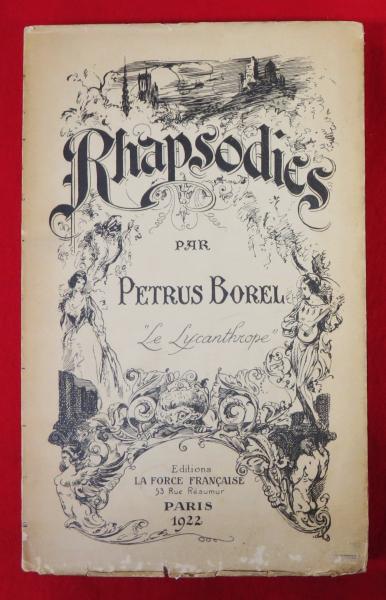 Rhapsodies
PAR
PETRUS BOREL
"Le Lycanthrope"
Editions
LA FORCE FRANÇAISE
53 Rue Réaumur
PARIS
1922